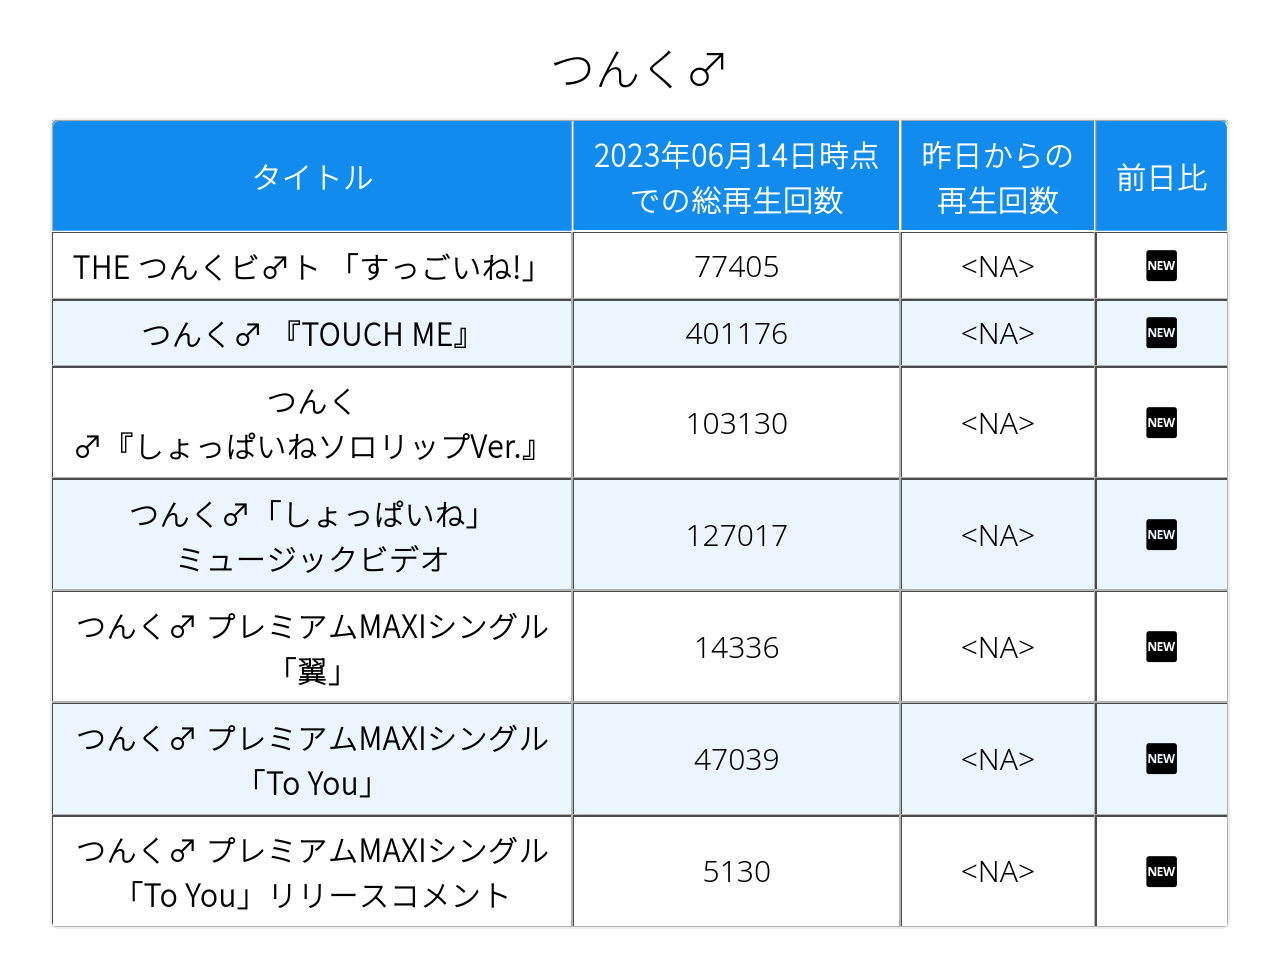 つんく♂
タイトル
2023年06月14日時点
での総再生回数
昨日からの
再生回数
前日比
THE つんくビ♂ト 「すっごいね!」
77405
<NA>
NEW
つんく♂ 『TOUCH ME』
401176
<NA>
NEW
つんく
♂『しょっぱいねソロリップVer.』
103130
<NA>
NEW
つんく♂「しょっぱいね」
ミュージックビデオ
127017
<NA>
NEW
つんく♂ プレミアムMAXIシングル
「翼」
14336
<NA>
NEW
つんく♂ プレミアムMAXIシングル
「To You」
47039
<NA>
NEW
つんく♂ プレミアムMAXIシングル
「To You」リリースコメント
5130
<NA>
NEW